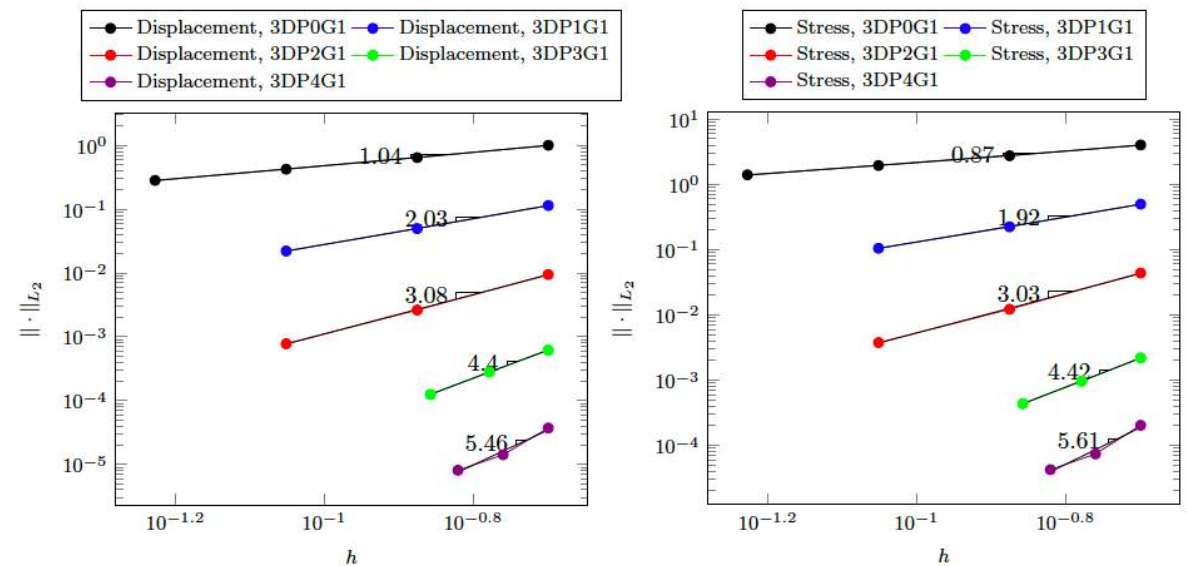 Displacement, 3DP0G1 Displacement, 3DP1G1
Displacement, 3DP2G1 Displacement, 3DP3G1
Displacement, 3DP4G1
10^0
10^{-1}
10^{-2}
10^{-3}
10^{-4}
10^{-5}
|| · ||_{L_2}
1.04
2.03
3.08
4.4
5.46
10^{-1.2} 10^{-1} 10^{-0.8}
h
Stress, 3DP0G1 Stress, 3DP1G1
Stress, 3DP2G1 Stress, 3DP3G1
Stress, 3DP4G1
10^1
10^0
10^{-1}
10^{-2}
10^{-3}
10^{-4}
|| · ||_{L_2}
0.87
1.92
3.03
4.42
5.61
10^{-1.2} 10^{-1} 10^{-0.8}
h